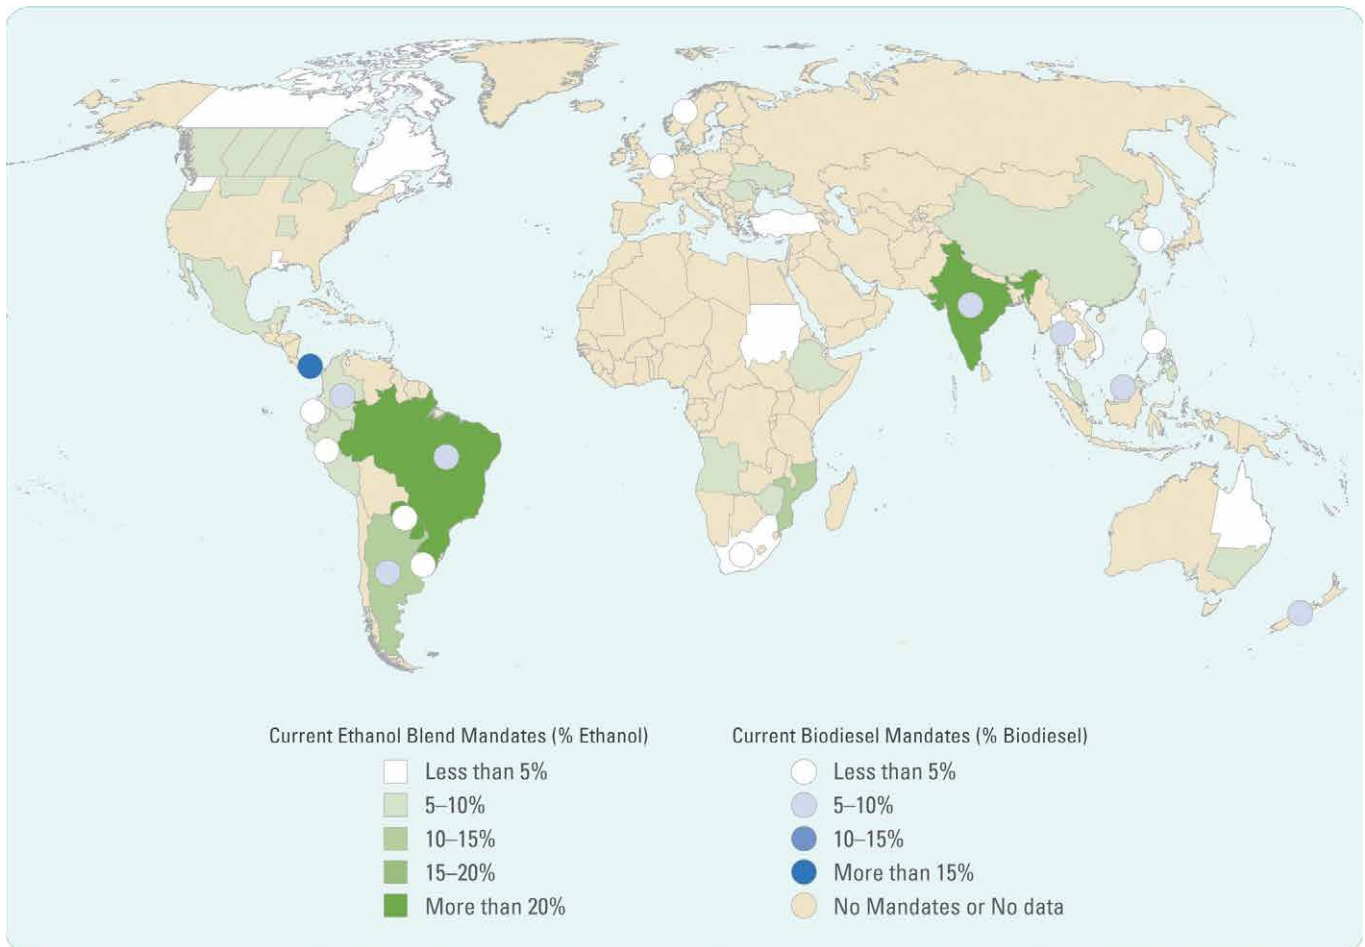 Current Ethanol Blend Mandates (% Ethanol)
Less than 5%
5–10%
10–15%
15–20%
More than 20%
Current Biodiesel Mandates (% Biodiesel)
Less than 5%
5–10%
10–15%
More than 15%
No Mandates or No data